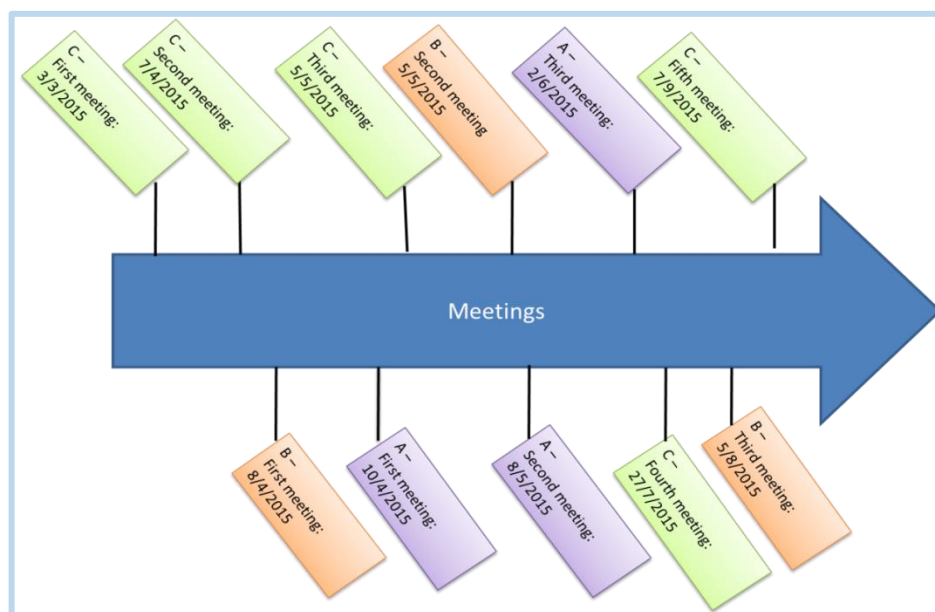 C –
First meeting:
3/3/2015
C –
Second meeting:
7/4/2015
C –
Third meeting:
5/5/2015
B –
Second meeting
5/5/2015
A –
Third meeting:
2/6/2015
C –
Fifth meeting:
7/9/2015
Meetings
B –
First meeting:
8/4/2015
A –
First meeting:
10/4/2015
A –
Second meeting:
8/5/2015
C –
Fourth meeting:
27/7/2015
B –
Third meeting:
5/8/2015